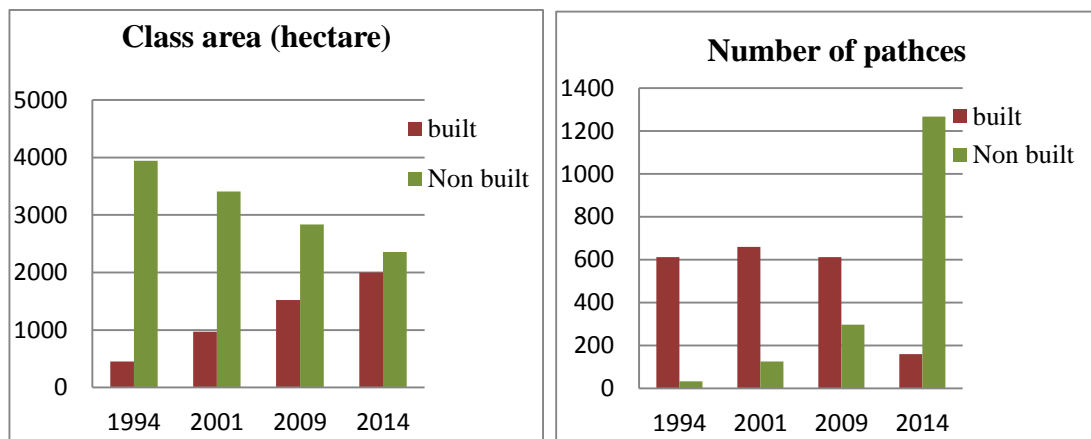 Class area (hectare)
5000
4000
3000
2000
1000
0
1994 2001 2009 2014
built
Non built
Number of pathces
1400
1200
1000
800
600
400
200
0
1994 2001 2009 2014
built
Non built